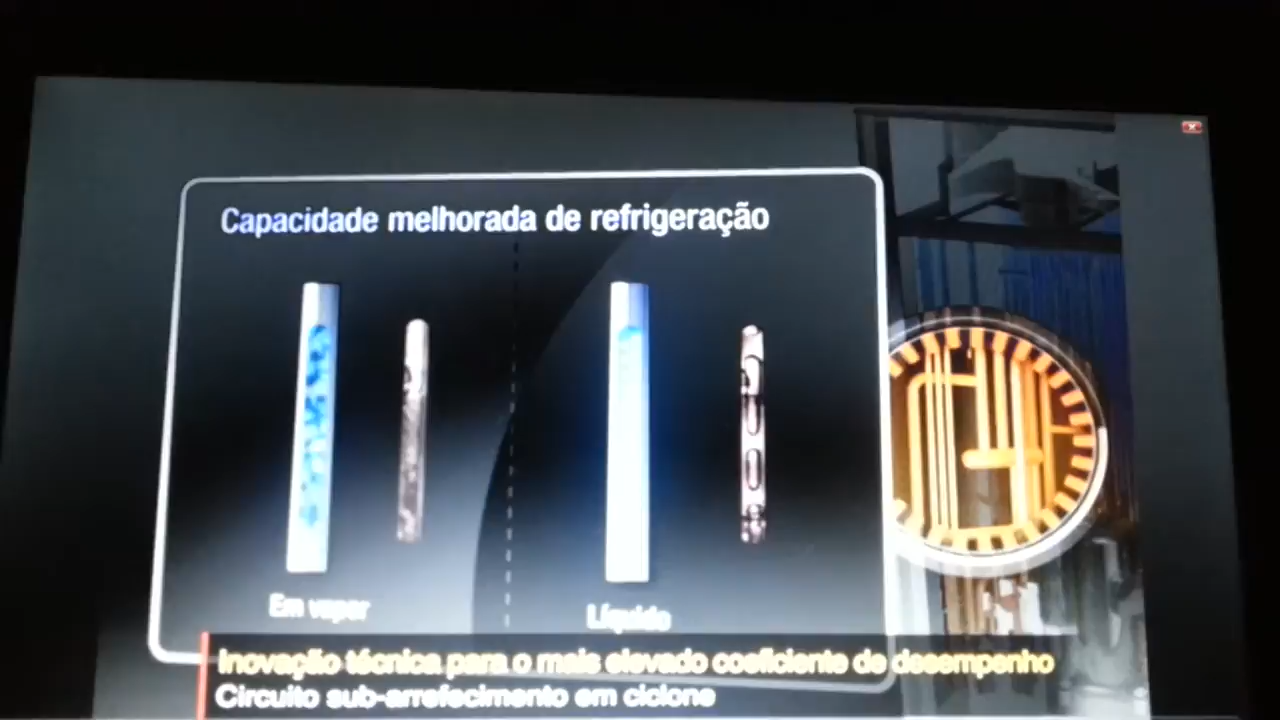 Capacidade melhorada de refrigeração
Em vapor
Líquido
Inovação técnica para o mais elevado coeficiente de desempenho
Circuito sub-arrefecimento em ciclone